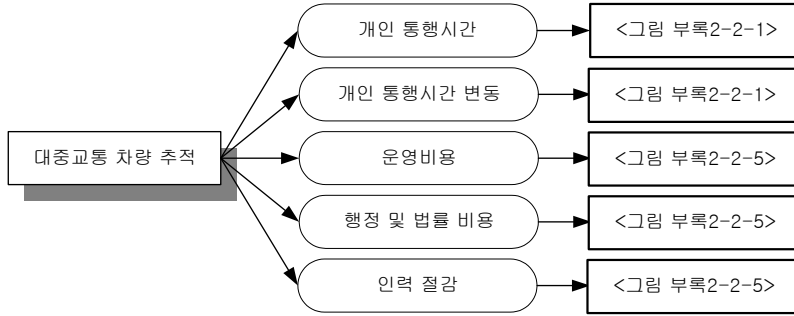 개인 통행시간
<그림 부록2-2-1>
개인 통행시간 변동
<그림 부록2-2-1>
대중교통 차량 추적
운영비용
<그림 부록2-2-5>
행정 및 법률 비용
<그림 부록2-2-5>
인력 절감
<그림 부록2-2-5>